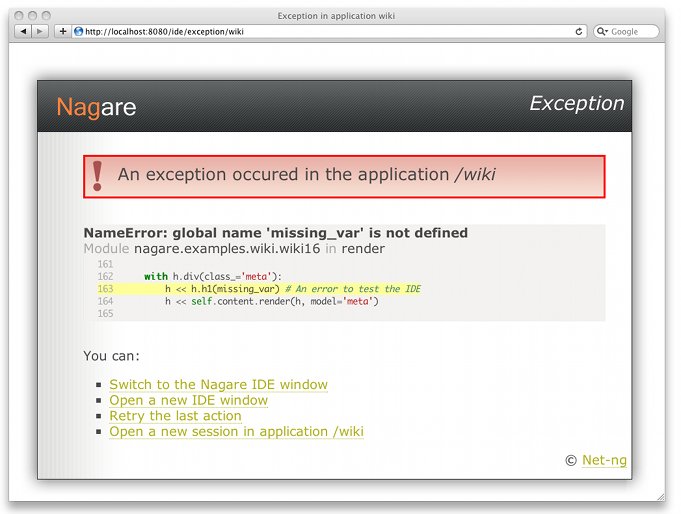 Exception in application wiki
http://localhost:8080/ide/exception/wiki
Google
Nagare
Exception
! An exception occured in the application /wiki
NameError: global name 'missing_var' is not defined
Module nagare.examples.wiki.wiki16 in render
161
162 with h.div(class_='meta'):
163 h << h.h1(missing_var) # An error to test the IDE
164 h << self.content.render(h, model='meta')
165
You can:
Switch to the Nagare IDE window
Open a new IDE window
Retry the last action
Open a new session in application /wiki
© Net-ng